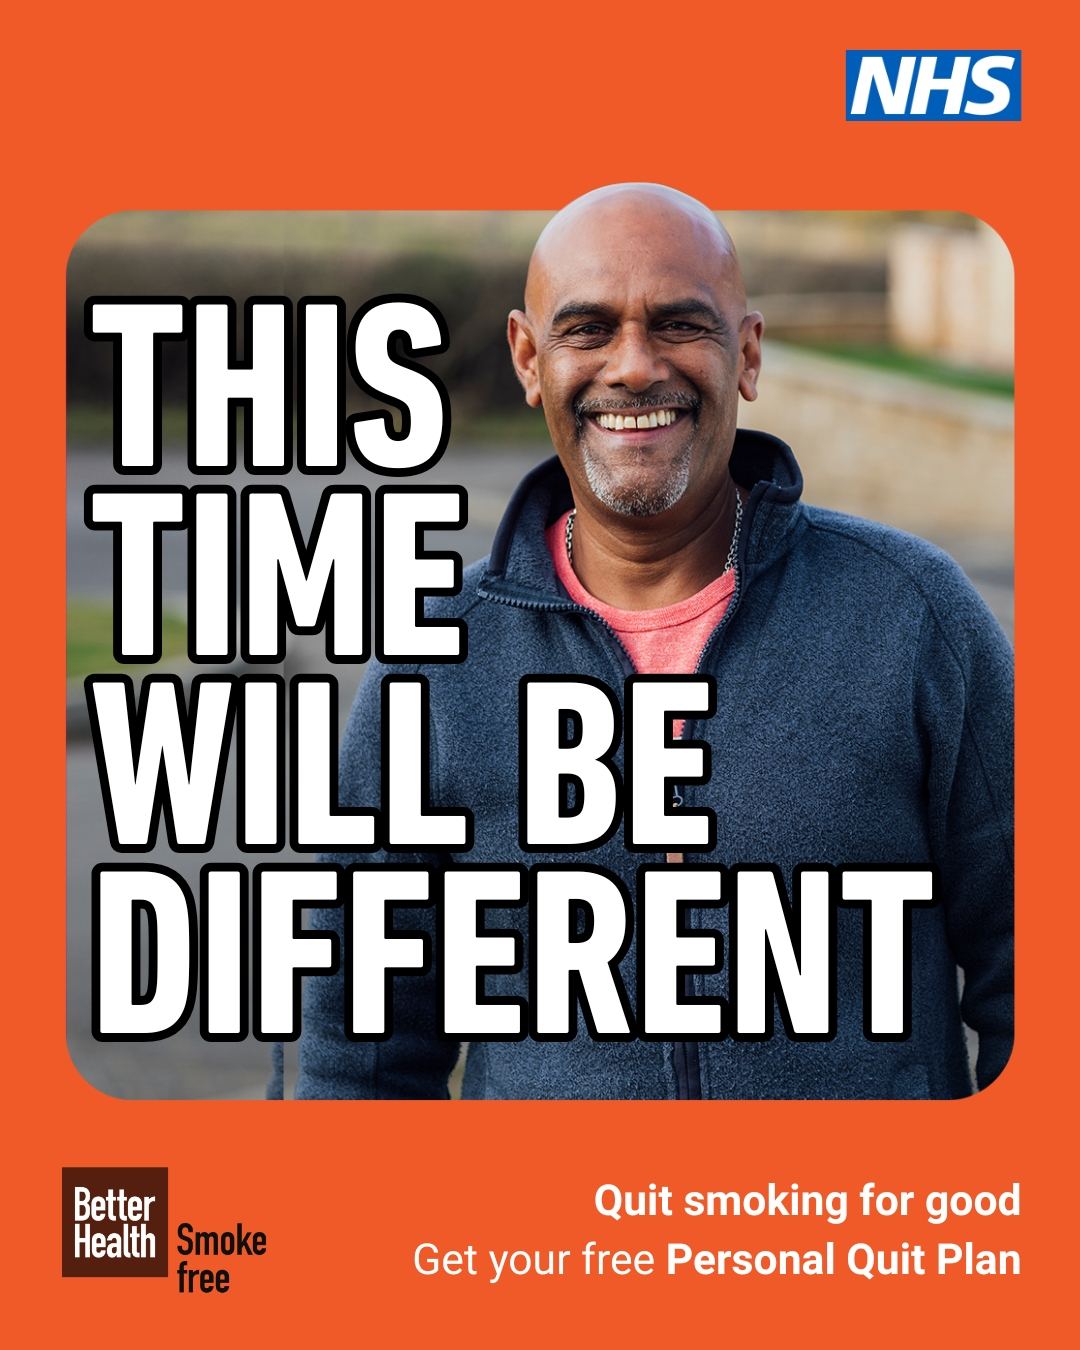 NHS
THIS
TIME
WILL BE
DIFFERENT
Better
Health
Smoke
free
Quit smoking for good
Get your free Personal Quit Plan